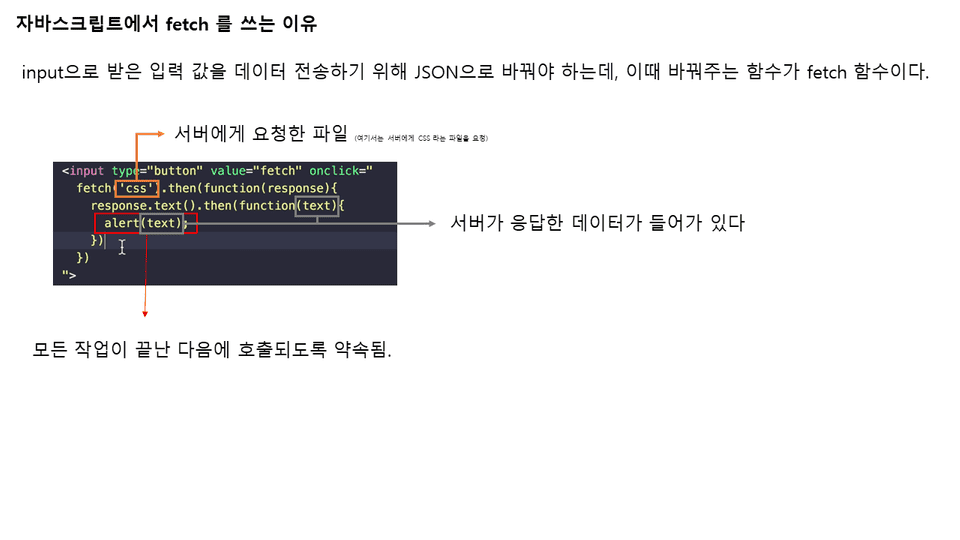 자바스크립트에서 fetch 를 쓰는 이유
input으로 받은 입력 값을 데이터 전송하기 위해 JSON으로 바꿔야 하는데, 이때 바꿔주는 함수가 fetch 함수이다.
서버에게 요청한 파일 (여기서는 서버에게 CSS 라는 파일을 요청)
<input type="button" value="fetch" onclick="
fetch('css').then(function(response){
response.text().then(function(text){
alert(text);
})
})
">
서버가 응답한 데이터가 들어가 있다
모든 작업이 끝난 다음에 호출되도록 약속됨.